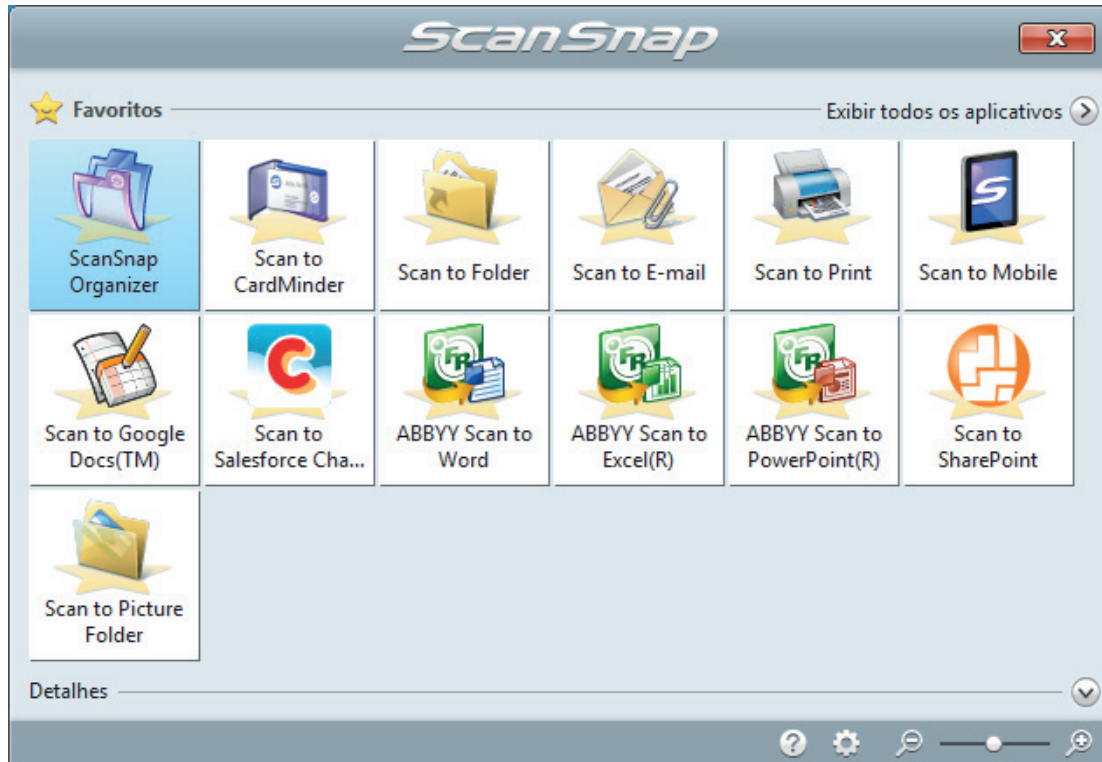 ScanSnap
Favoritos
Exibir todos os aplicativos
ScanSnap
Organizer
Scan to
CardMinder
Scan to Folder
Scan to E-mail
Scan to Print
Scan to Mobile
Scan to Google
Docs(TM)
Scan to
Salesforce Cha...
ABBYY Scan to
Word
ABBYY Scan to
Excel(R)
ABBYY Scan to
PowerPoint(R)
Scan to
SharePoint
Scan to Picture
Folder
Detalhes